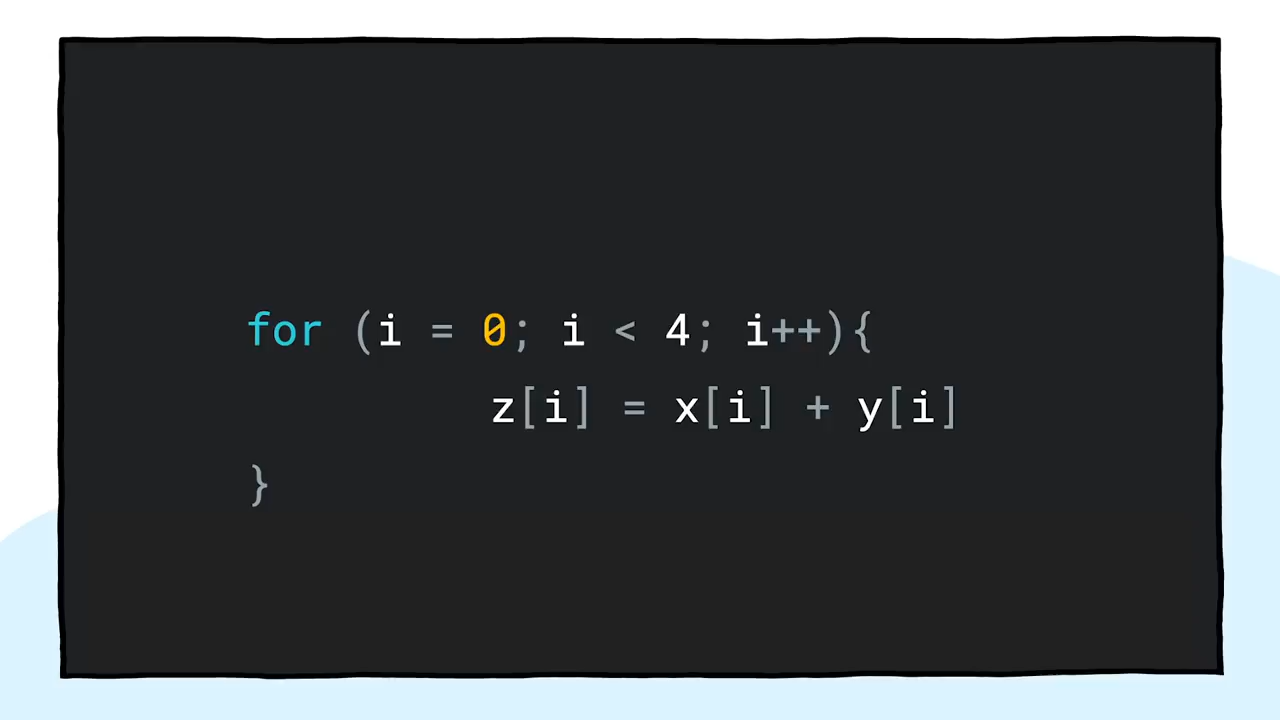 for (i = 0; i < 4; i++){
z[i] = x[i] + y[i]
}